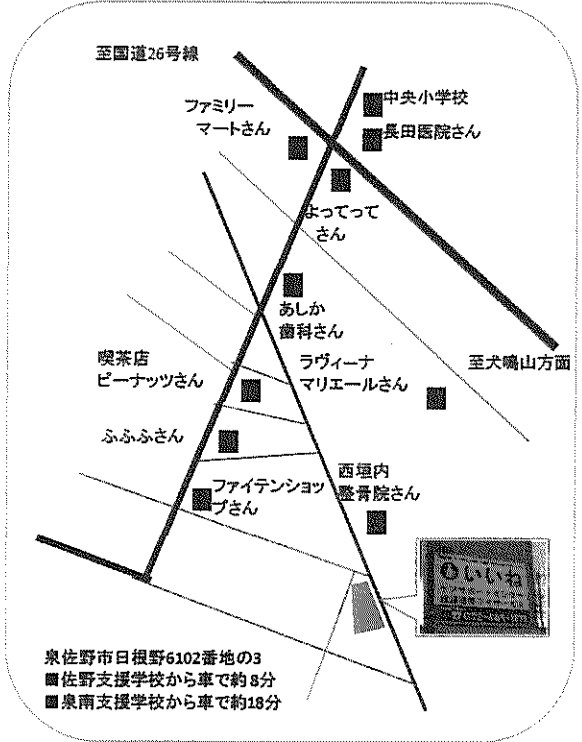 至国道26号線
中央小学校
ファミリー
マートさん
長田医院さん
よってって
さん
あしか
歯科さん
喫茶店
ピーナッツさん
ラヴィーナ
マリエールさん
至犬鳴山方面
ふふふさん
西垣内
整骨院さん
ファイテンショッ
プさん
いいね
泉佐野市日根野6102番地の3
■佐野支援学校から車で約8分
■泉南支援学校から車で約18分